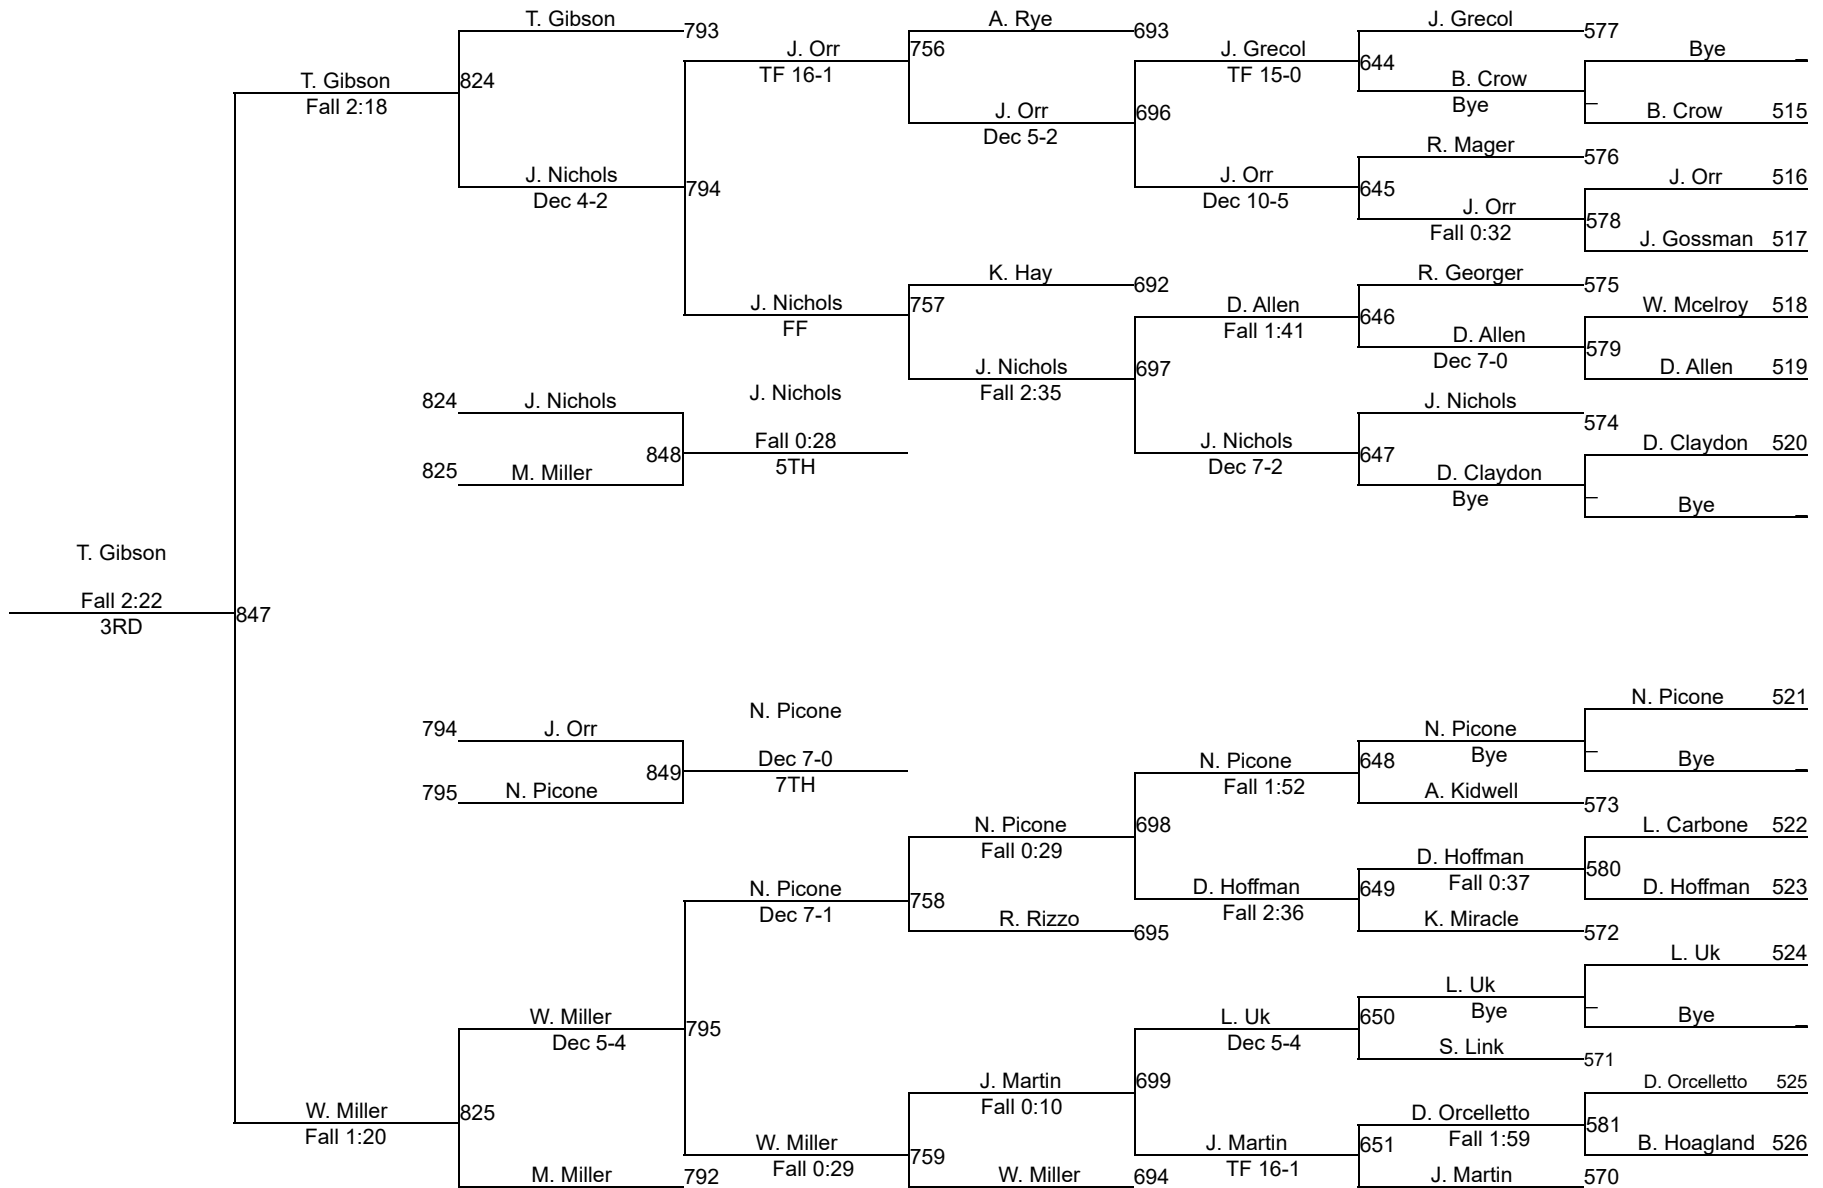 T. Gibson
793
A. Rye
693
J. Grecol
577
J. Orr
756
TF 16-1
J. Grecol
TF 15-0
644
Bye
_
T. Gibson
824
Fall 2:18
B. Crow
Bye
_
B. Crow
515
J. Orr
696
Dec 5-2
R. Mager
576
J. Nichols
794
Dec 4-2
J. Orr
645
Dec 10-5
J. Orr
516
J. Orr
578
Fall 0:32
J. Gossman
517
K. Hay
692
R. Georger
575
J. Nichols
757
FF
D. Allen
646
Fall 1:41
W. Mcelroy
518
D. Allen
579
Dec 7-0
J. Nichols
697
Fall 2:35
D. Allen
519
824
J. Nichols
J. Nichols
J. Nichols
574
848
Fall 0:28
5TH
J. Nichols
647
Dec 7-2
D. Claydon
520
825
M. Miller
D. Claydon
Bye
_
Bye
_
T. Gibson
Fall 2:22
847
3RD
N. Picone
521
794
J. Orr
N. Picone
N. Picone
Bye
_
849
Dec 7-0
7TH
N. Picone
648
Fall 1:52
Bye
_
795
N. Picone
A. Kidwell
573
N. Picone
698
Fall 0:29
L. Carbone
522
D. Hoffman
580
Fall 0:37
N. Picone
758
Dec 7-1
D. Hoffman
649
Fall 2:36
D. Hoffman
523
R. Rizzo
695
K. Miracle
572
L. Uk
524
L. Uk
Bye
_
W. Miller
795
Dec 5-4
L. Uk
650
Dec 5-4
Bye
_
S. Link
571
J. Martin
699
Fall 0:10
D. Orcelletto
525
W. Miller
825
Fall 1:20
D. Orcelletto
581
Fall 1:59
W. Miller
759
Fall 0:29
J. Martin
651
TF 16-1
B. Hoagland
526
M. Miller
792
W. Miller
694
J. Martin
570